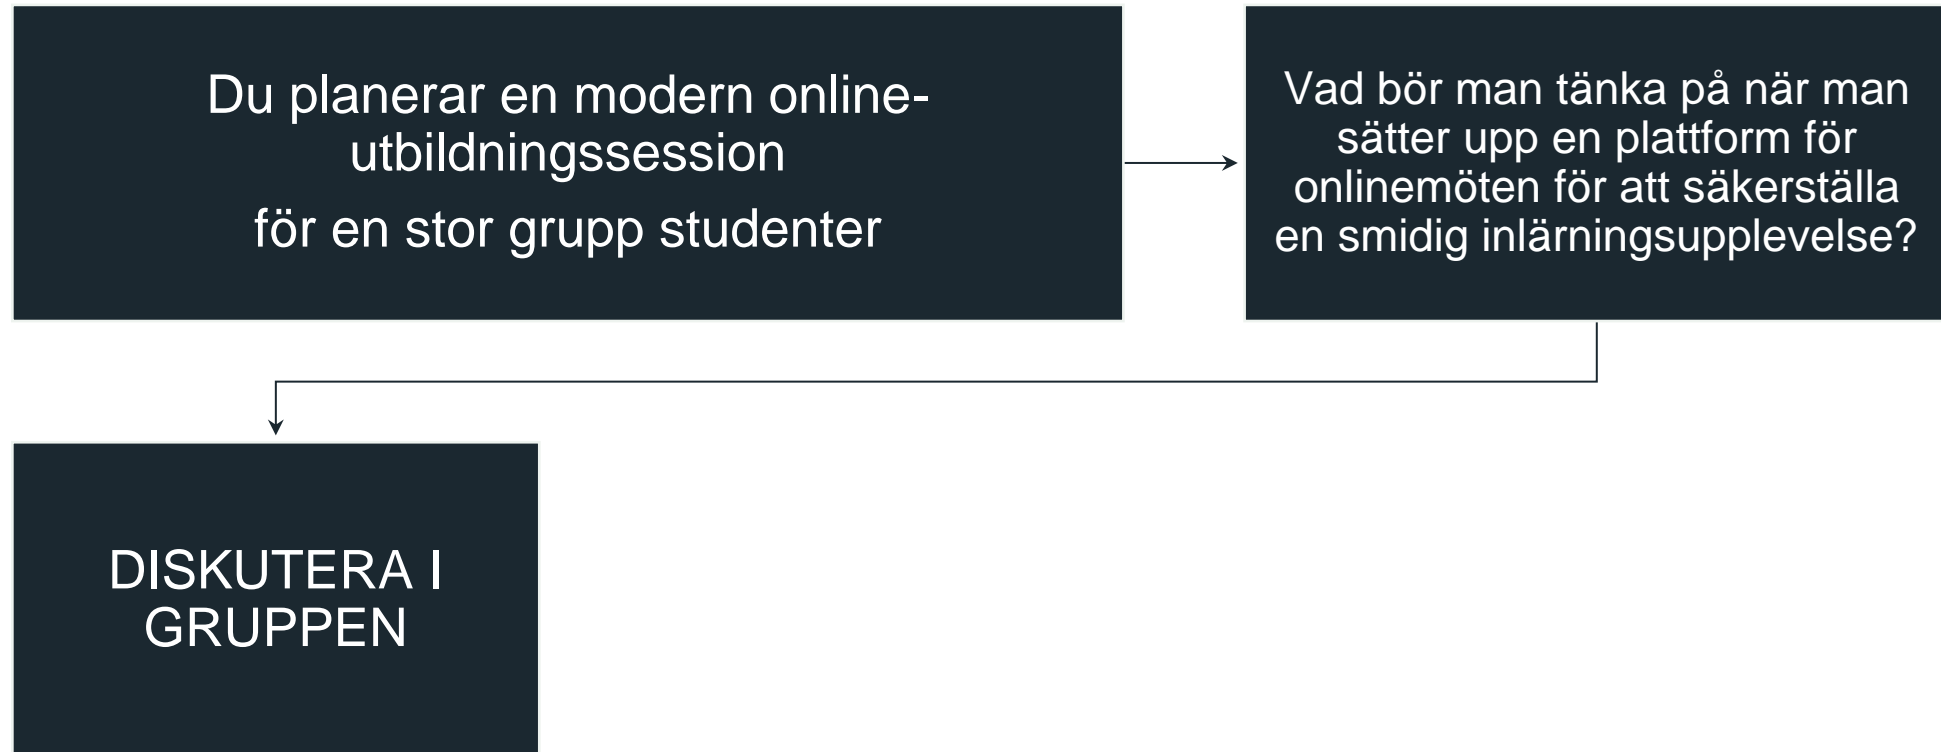 Du planerar en modern online-
utbildningssession
för en stor grupp studenter
Vad bör man tänka på när man
sätter upp en plattform för
onlinemöten för att säkerställa
en smidig inlärningsupplevelse?
DISKUTERA I
GRUPPEN